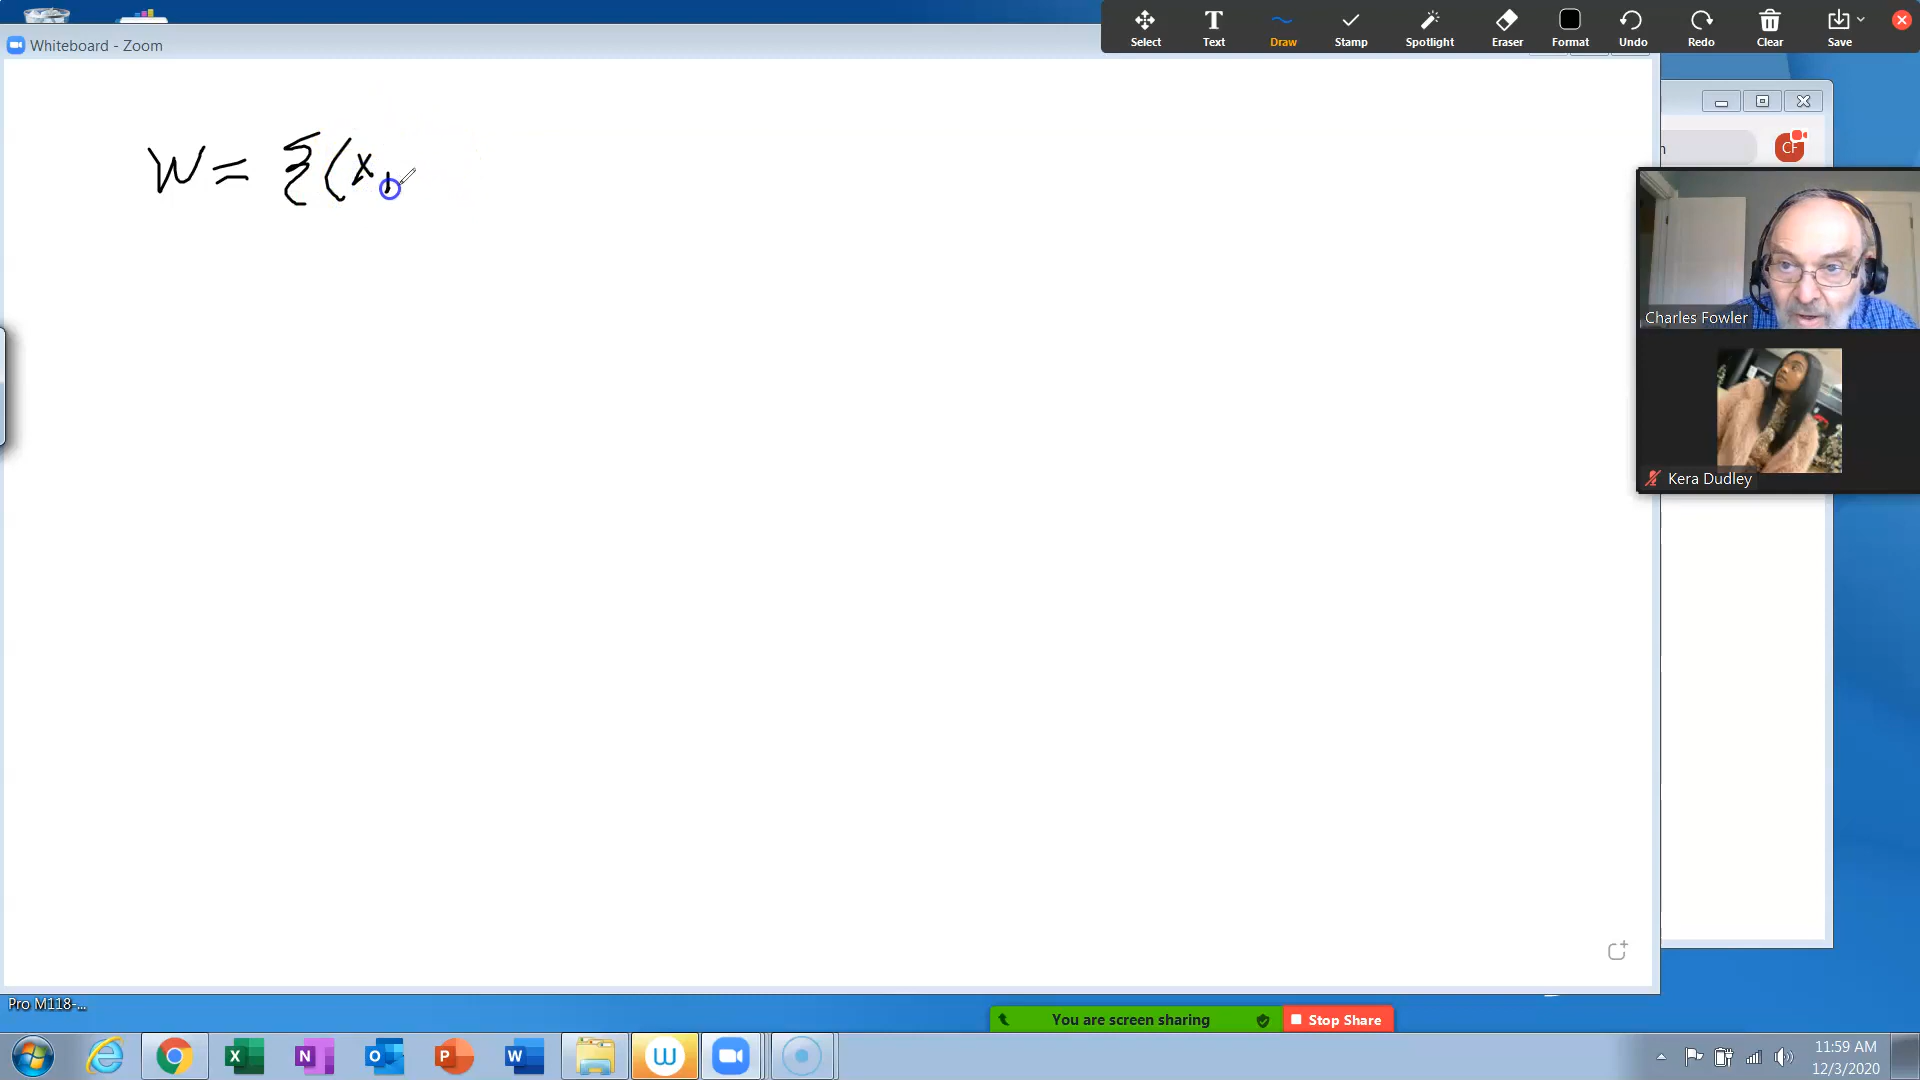 Select Text Draw Stamp Spotlight Eraser Format Undo Redo Clear Save
Whiteboard - Zoom
W = {(x,
CF
Charles Fowler
Kera Dudley
Pro M118-...
You are screen sharing Stop Share
11:59 AM
12/3/2020